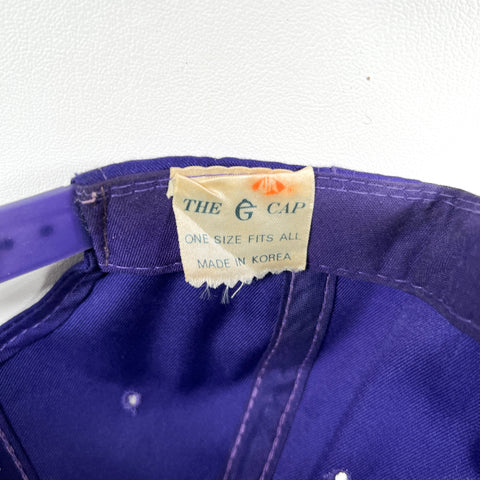 THE G CAP
ONE SIZE FITS ALL
MADE IN KOREA